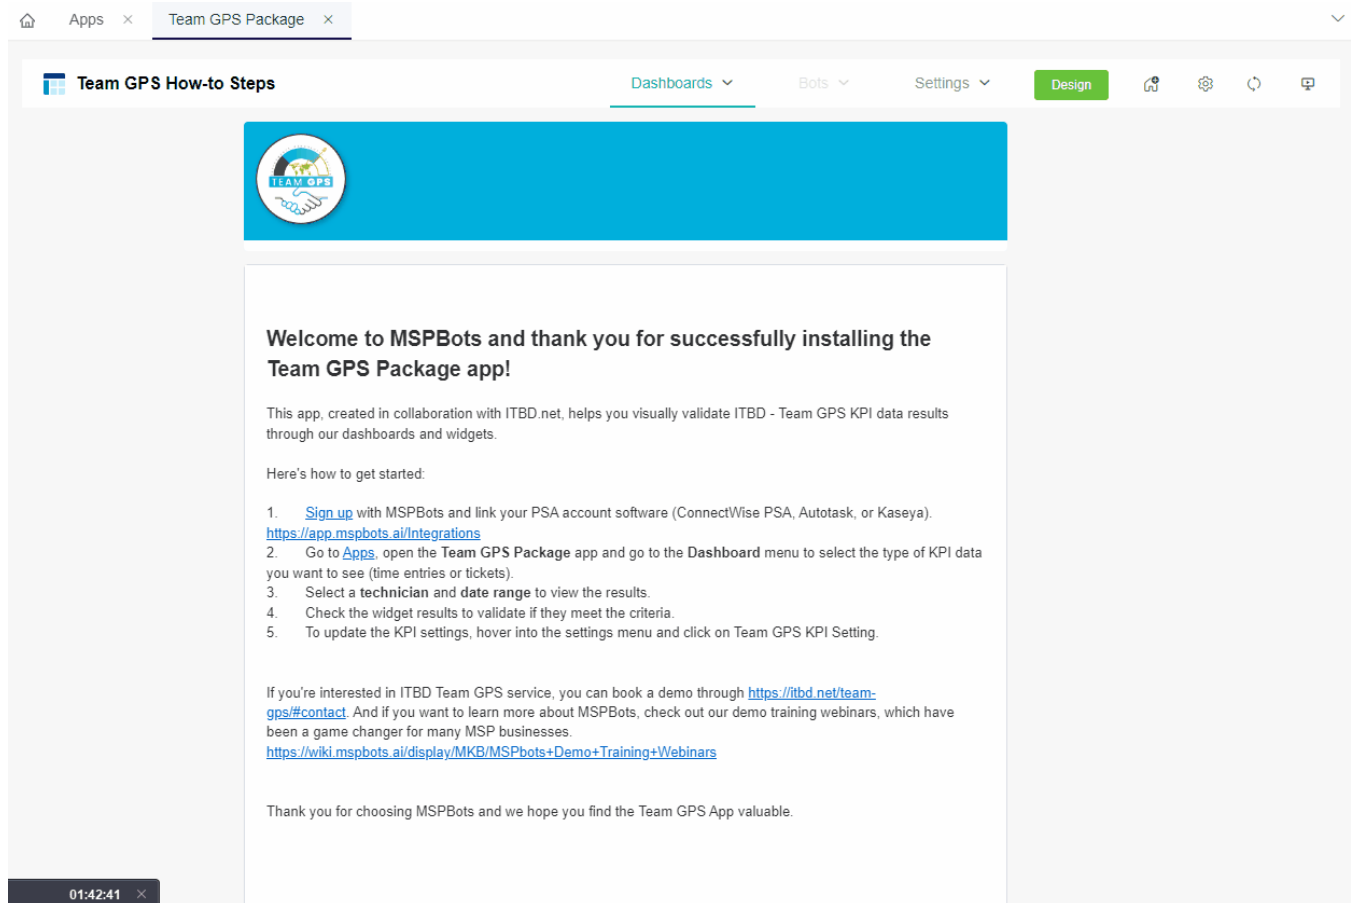 Apps × Team GPS Package ×
Team GPS How-to Steps Dashboards Bots Settings Design
TEAM GPS
Welcome to MSPBots and thank you for successfully installing the
Team GPS Package app!
This app, created in collaboration with ITBD.net, helps you visually validate ITBD - Team GPS KPI data results
through our dashboards and widgets.
Here's how to get started:
1. Sign up with MSPBots and link your PSA account software (ConnectWise PSA, Autotask, or Kaseya).
https://app.mspbots.ai/Integrations
2. Go to Apps, open the Team GPS Package app and go to the Dashboard menu to select the type of KPI data
you want to see (time entries or tickets).
3. Select a technician and date range to view the results.
4. Check the widget results to validate if they meet the criteria.
5. To update the KPI settings, hover into the settings menu and click on Team GPS KPI Setting.
If you're interested in ITBD Team GPS service, you can book a demo through https://itbd.net/team-
gps/#contact. And if you want to learn more about MSPBots, check out our demo training webinars, which have
been a game changer for many MSP businesses.
https://wiki.mspbots.ai/display/MKB/MSPbots+Demo+Training+Webinars
Thank you for choosing MSPBots and we hope you find the Team GPS App valuable.
01:42:41 ×